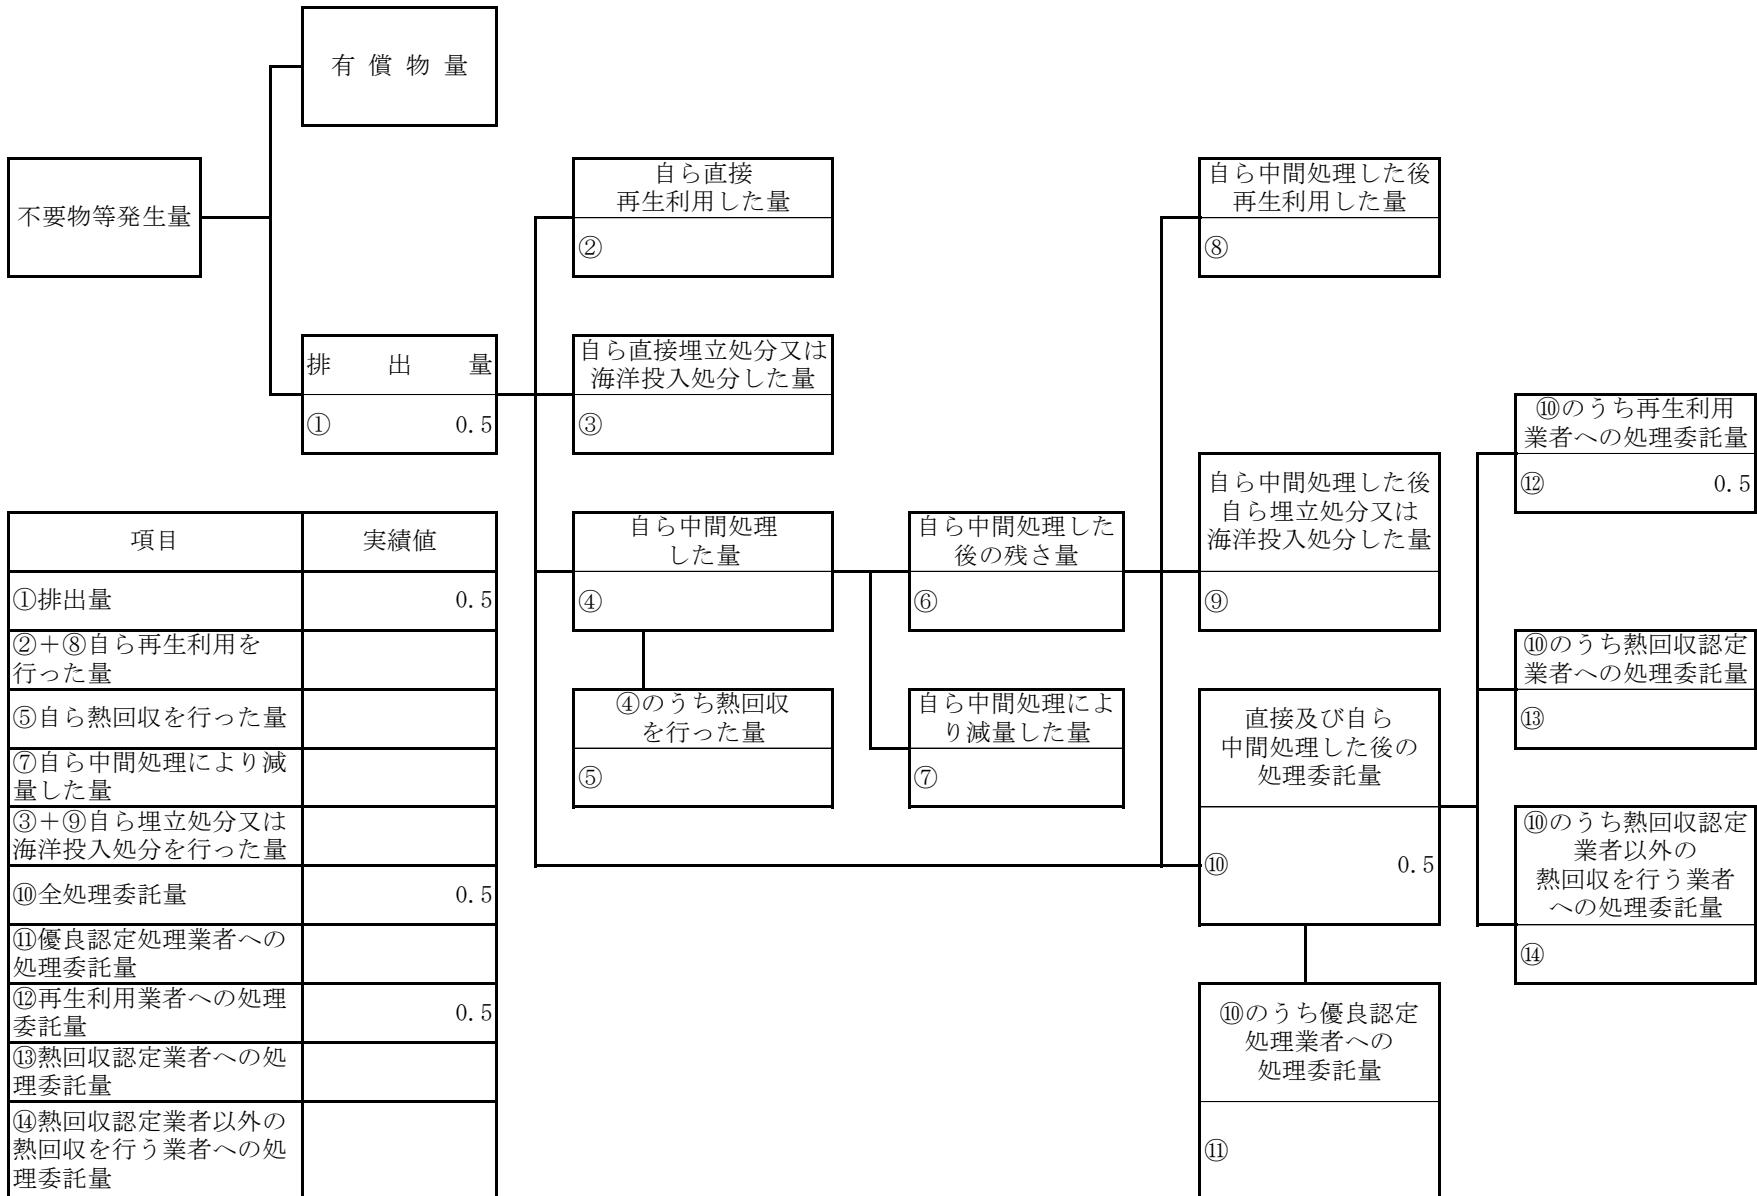 有償物量
不要物等発生量
自ら直接
再生利用した量
②
自ら中間処理した後
再生利用した量
⑧
排出量
① 0.5
自ら直接埋立処分又は
海洋投入処分した量
③
⑩のうち再生利用
業者への処理委託量
⑫ 0.5
自ら中間処理した後
自ら埋立処分又は
海洋投入処分した量
⑨
自ら中間処理
した量
④
自ら中間処理した
後の残さ量
⑥
④のうち熱回収
を行った量
⑤
自ら中間処理によ
り減量した量
⑦
直接及び自ら
中間処理した後の
処理委託量
⑩ 0.5
⑩のうち熱回収認定
業者への処理委託量
⑬
⑩のうち熱回収認定
業者以外の
熱回収を行う業者
への処理委託量
⑭
⑩のうち優良認定
処理業者への
処理委託量
⑪
項目 実績値
①排出量 0.5
②＋⑧自ら再生利用を
行った量
⑤自ら熱回収を行った量
⑦自ら中間処理により減
量した量
③＋⑨自ら埋立処分又は
海洋投入処分を行った量
⑩全処理委託量 0.5
⑪優良認定処理業者への
処理委託量
⑫再生利用業者への処理
委託量 0.5
⑬熱回収認定業者への処
理委託量
⑭熱回収認定業者以外の
熱回収を行う業者への処
理委託量